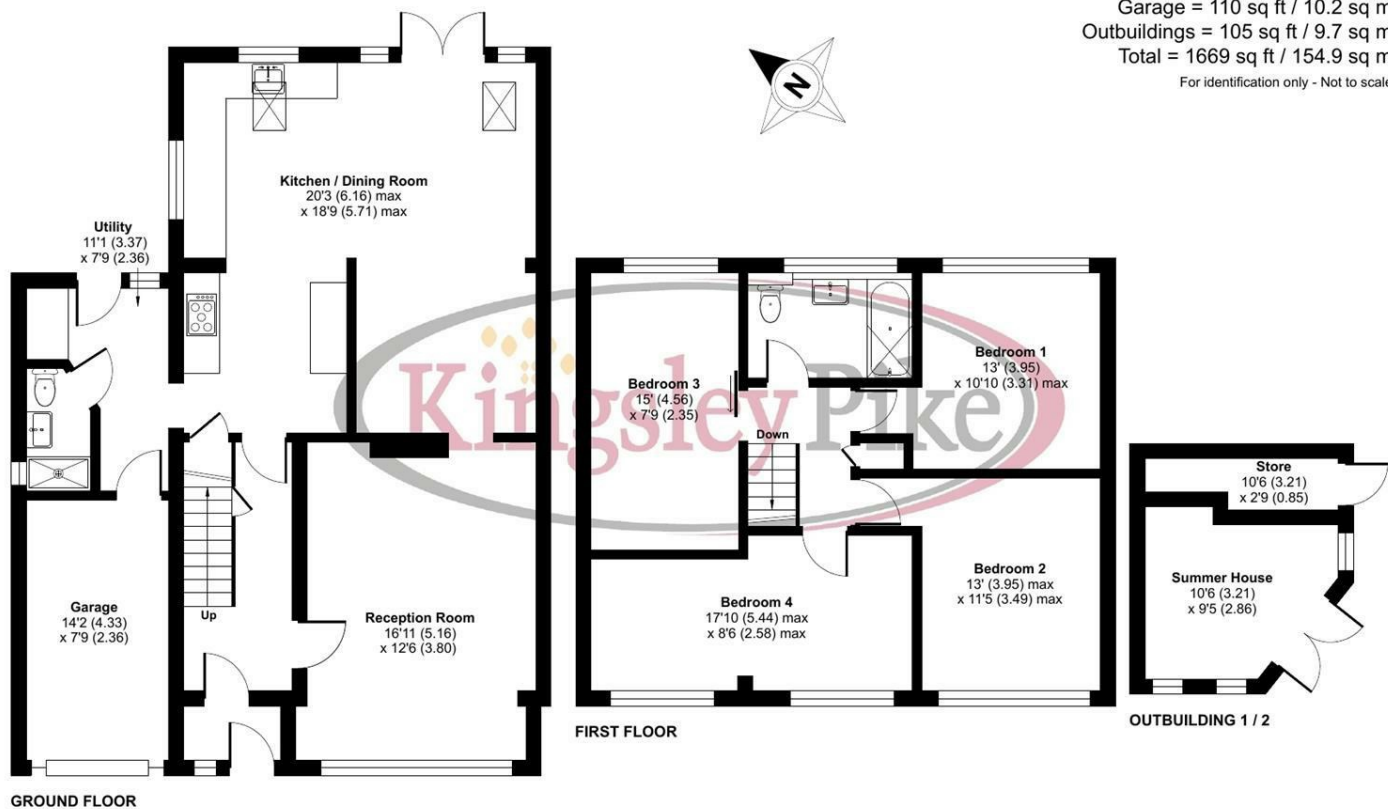 Garage = 110 sq ft / 10.2 sq m
Outbuildings = 105 sq ft / 9.7 sq m
Total = 1669 sq ft / 154.9 sq m
For identification only - Not to scale
N
Kitchen / Dining Room
20'3 (6.16) max
x 18'9 (5.71) max
Utility
11'1 (3.37)
x 7'9 (2.36)
Garage
14'2 (4.33)
x 7'9 (2.36)
Up
Reception Room
16'11 (5.16)
x 12'6 (3.80)
GROUND FLOOR
Kingsley Pike
Bedroom 3
15' (4.56)
x 7'9 (2.35)
Down
Bedroom 1
13' (3.95)
x 10'10 (3.31) max
Bedroom 4
17'10 (5.44) max
x 8'6 (2.58) max
Bedroom 2
13' (3.95) max
x 11'5 (3.49) max
FIRST FLOOR
Store
10'6 (3.21)
x 2'9 (0.85)
Summer House
10'6 (3.21)
x 9'5 (2.86)
OUTBUILDING 1 / 2